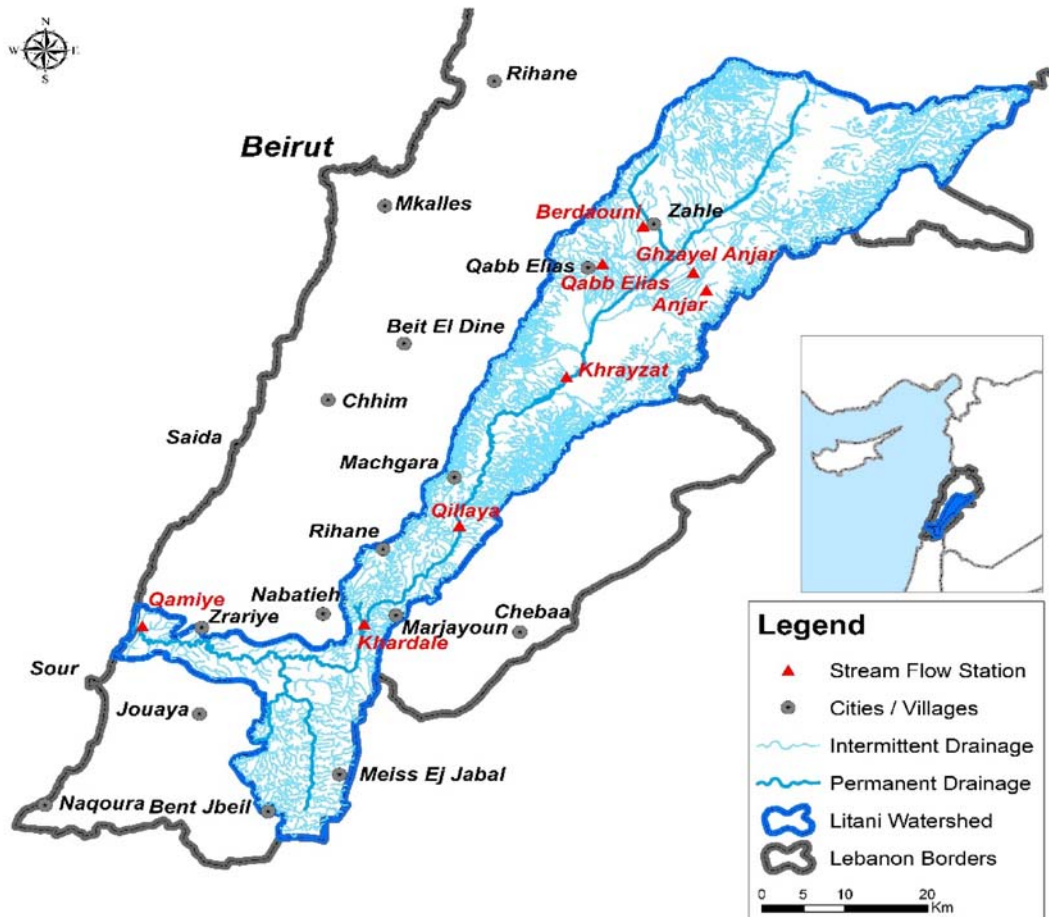 N
W E
S
Rihane
Beirut
Mkalles
Berdaouni
Zahle
Qabb Elias
Ghzayel Anjar
Qabb Elias
Anjar
Beit El Dine
Khrayzat
Chhim
Saida
Machgara
Qillaya
Rihane
Nabatieh
Qamiye
Zrariye
Marjayoun
Chebaa
Khardale
Sour
Jouaya
Meiss Ej Jabal
Naqoura
Bent Jbeil
Legend
Stream Flow Station
Cities / Villages
Intermittent Drainage
Permanent Drainage
Litani Watershed
Lebanon Borders
0 5 10 20
Km